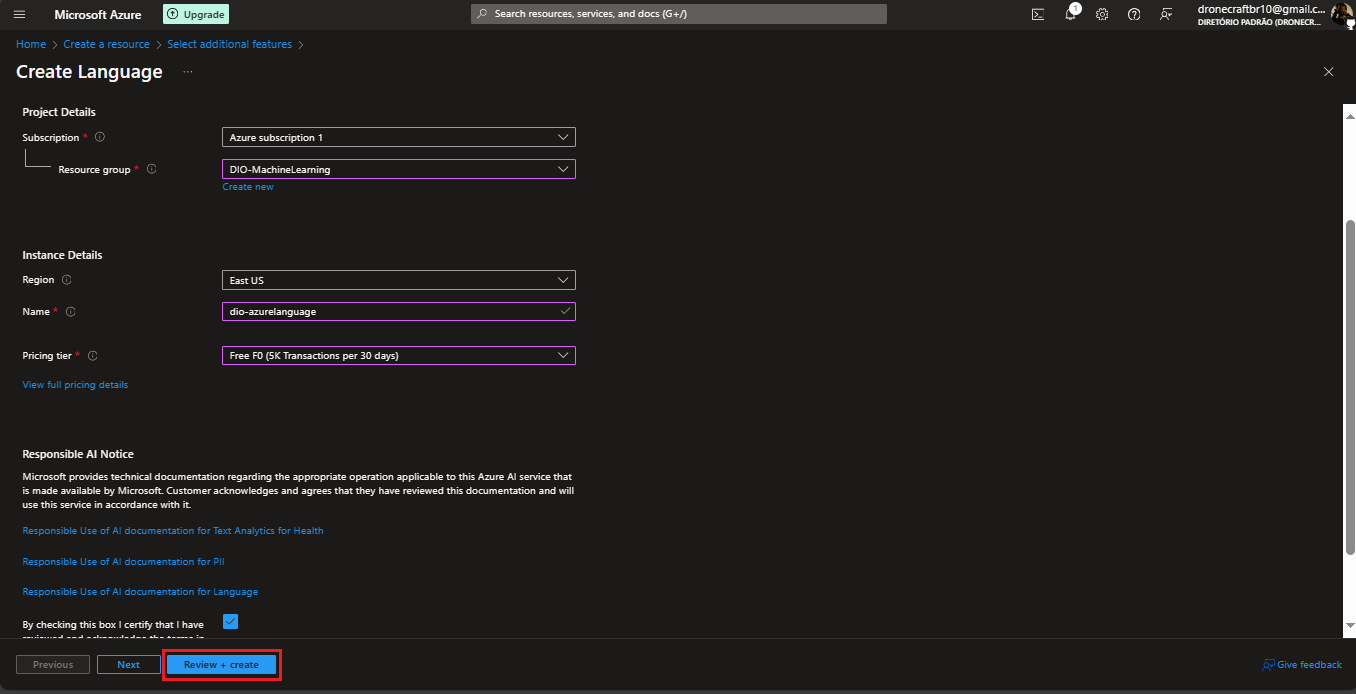 Microsoft Azure
Upgrade
Search resources, services, and docs (G+/)
1
dronecraftbr10@gmail.c...
DIRETÓRIO PADRÃO (DRONECR...
Home > Create a resource > Select additional features >
Create Language ...
Project Details
Subscription *
Azure subscription 1
Resource group *
DIO-MachineLearning
Create new
Instance Details
Region
East US
Name *
dio-azurelanguage
Pricing tier *
Free F0 (5K Transactions per 30 days)
View full pricing details
Responsible AI Notice
Microsoft provides technical documentation regarding the appropriate operation applicable to this Azure AI service that
is made available by Microsoft. Customer acknowledges and agrees that they have reviewed this documentation and will
use this service in accordance with it.
Responsible Use of AI documentation for Text Analytics for Health
Responsible Use of AI documentation for PII
Responsible Use of AI documentation for Language
By checking this box I certify that I have
reviewed and acknowledge the terms in
Previous
Next
Review + create
Give feedback